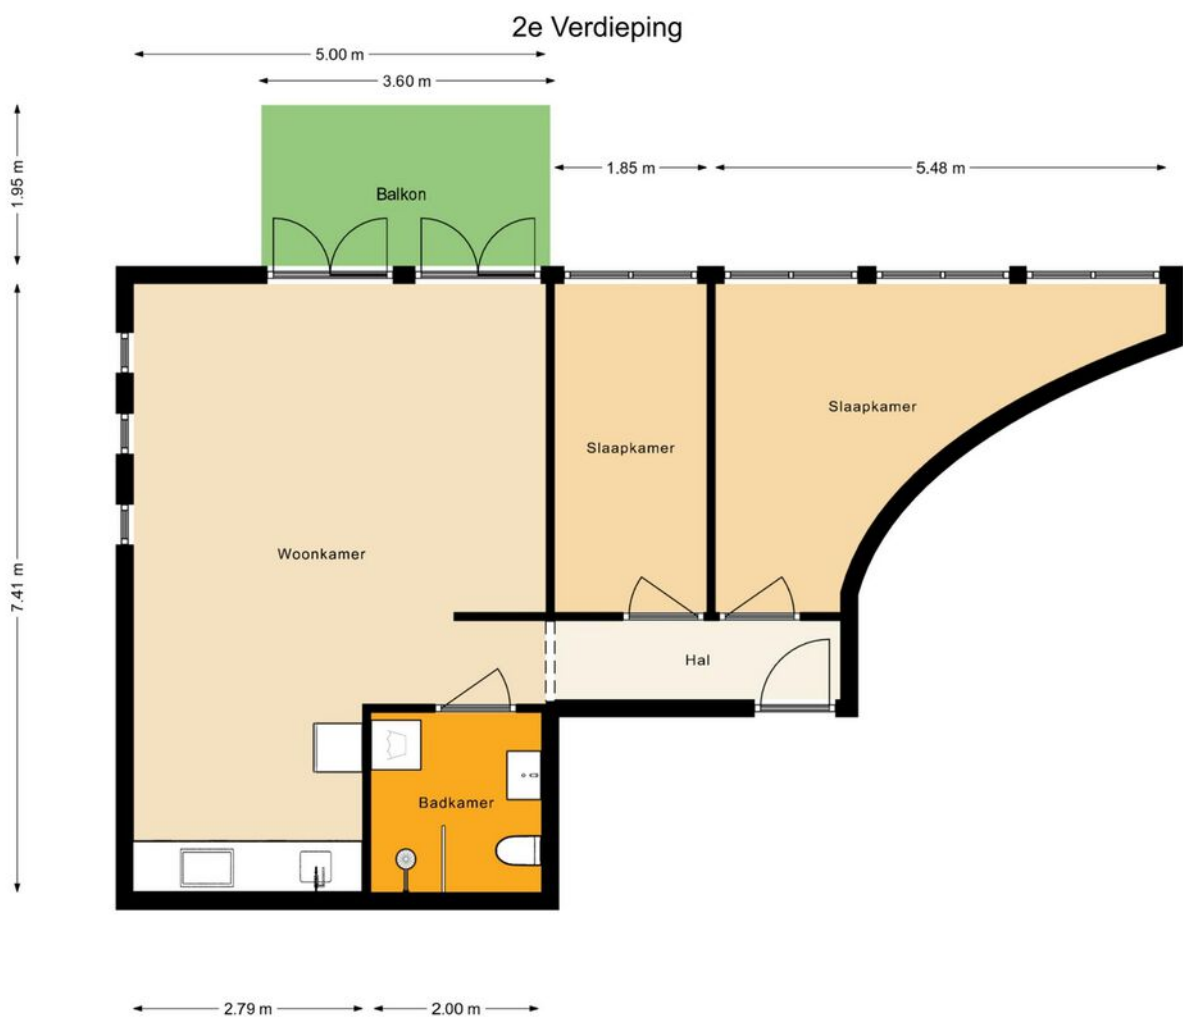 2e Verdieping
5.00 m
3.60 m
1.95 m
1.85 m
5.48 m
Balkon
Slaapkamer
Slaapkamer
Woonkamer
7.41 m
Hal
Badkamer
2.79 m
2.00 m